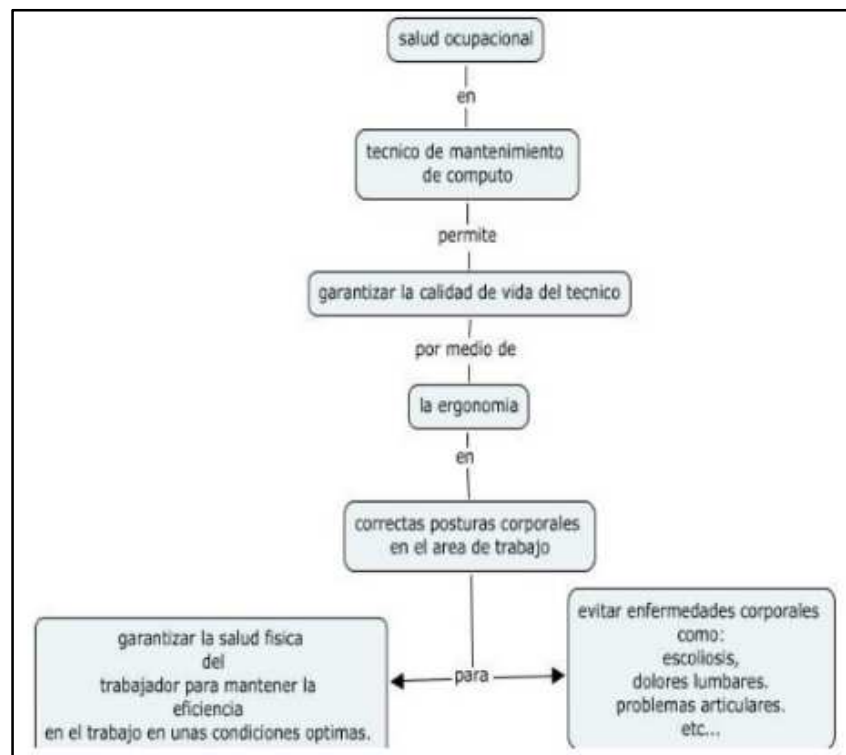 salud ocupacional
en
tecnico de mantenimiento
de computo
permite
garantizar la calidad de vida del tecnico
por medio de
la ergonomia
en
correctas posturas corporales
en el area de trabajo
para
garantizar la salud fisica
del
trabajador para mantener la
eficiencia
en el trabajo en unas condiciones optimas.
evitar enfermedades corporales
como:
escoliosis,
dolores lumbares.
problemas articulares.
etc...